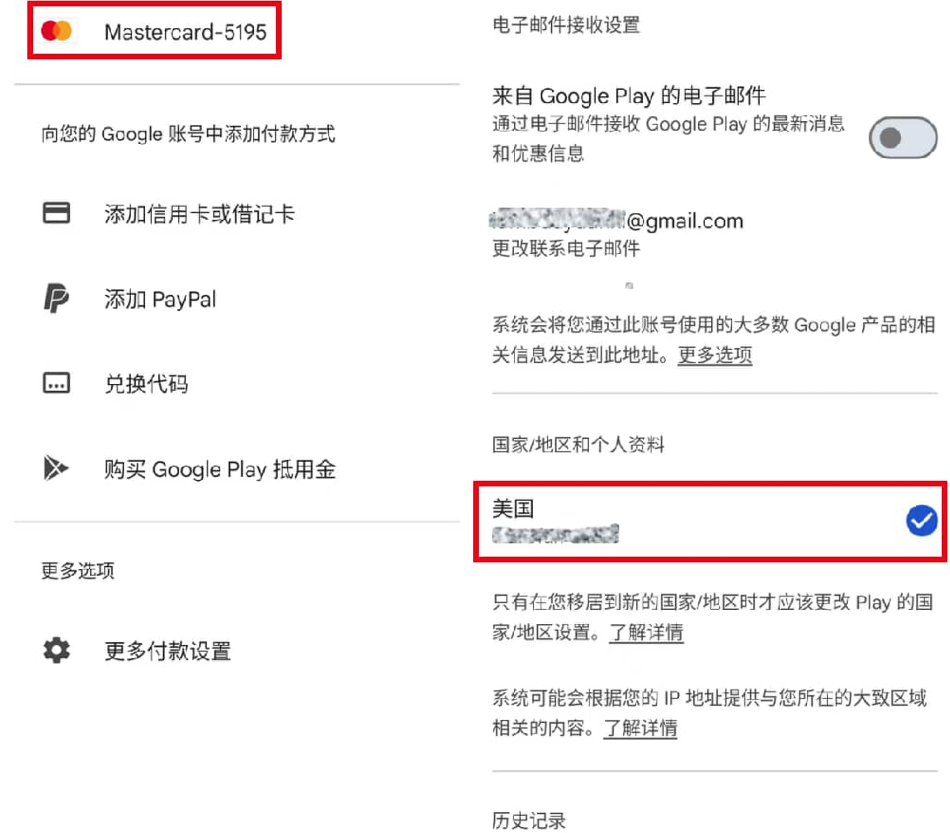 Mastercard-5195
向您的 Google 账号中添加付款方式
添加信用卡或借记卡
添加 PayPal
兑换代码
购买 Google Play 抵用金
更多选项
更多付款设置
电子邮件接收设置
来自 Google Play 的电子邮件
通过电子邮件接收 Google Play 的最新消息
和优惠信息
@gmail.com
更改联系电子邮件
系统会将您通过此账号使用的大多数 Google 产品的相
关信息发送到此地址。更多选项
国家/地区和个人资料
美国
只有在您移居到新的国家/地区时才应该更改 Play 的国
家/地区设置。了解详情
系统可能会根据您的 IP 地址提供与您所在的大致区域
相关的内容。了解详情
历史记录